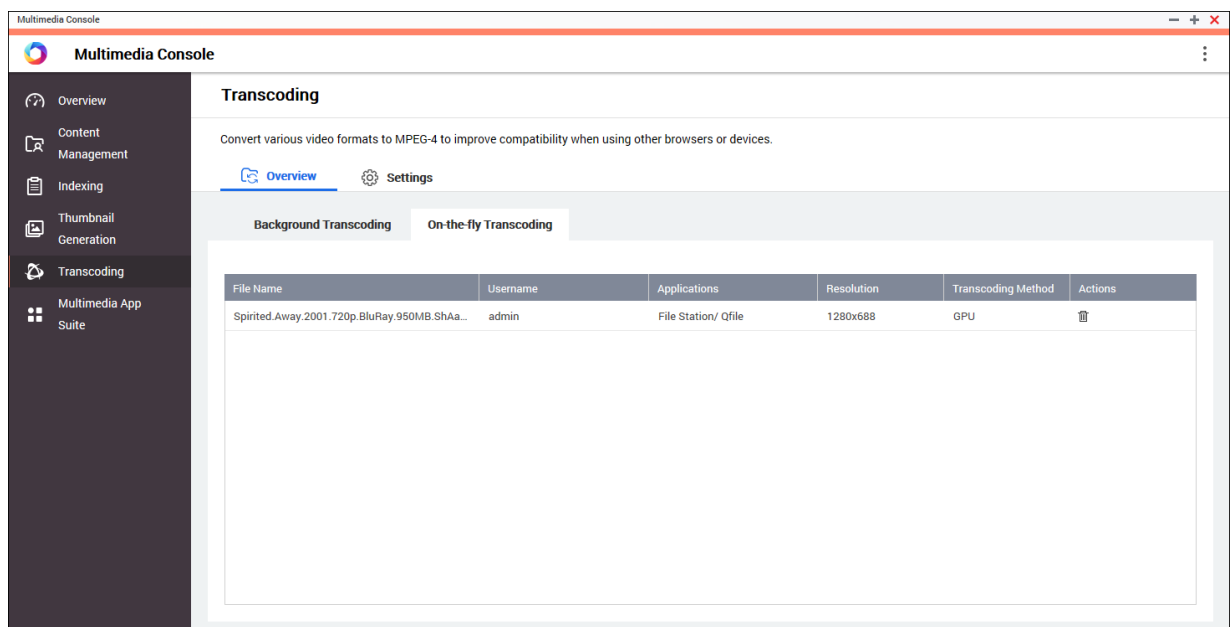 Multimedia Console
Multimedia Console
Overview
Content
Management
Indexing
Thumbnail
Generation
Transcoding
Multimedia App
Suite
Transcoding
Convert various video formats to MPEG-4 to improve compatibility when using other browsers or devices.
Overview Settings
Background Transcoding On-the-fly Transcoding
File Name Username Applications Resolution Transcoding Method Actions
Spirited.Away.2001.720p.BluRay.950MB.ShAa... admin File Station/ Qfile 1280x688 GPU